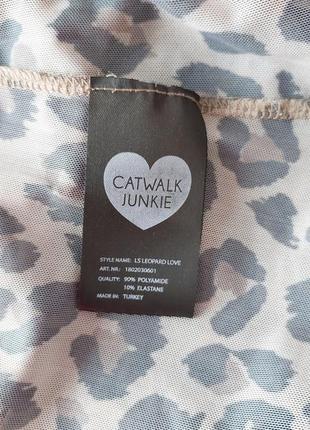 CATWALK
JUNKIE
STYLE NAME: LS LEOPARD LOVE
ART. NR: 1802030601
QUALITY: 90% POLYAMIDE
10% ELASTANE
MADE IN: TURKEY